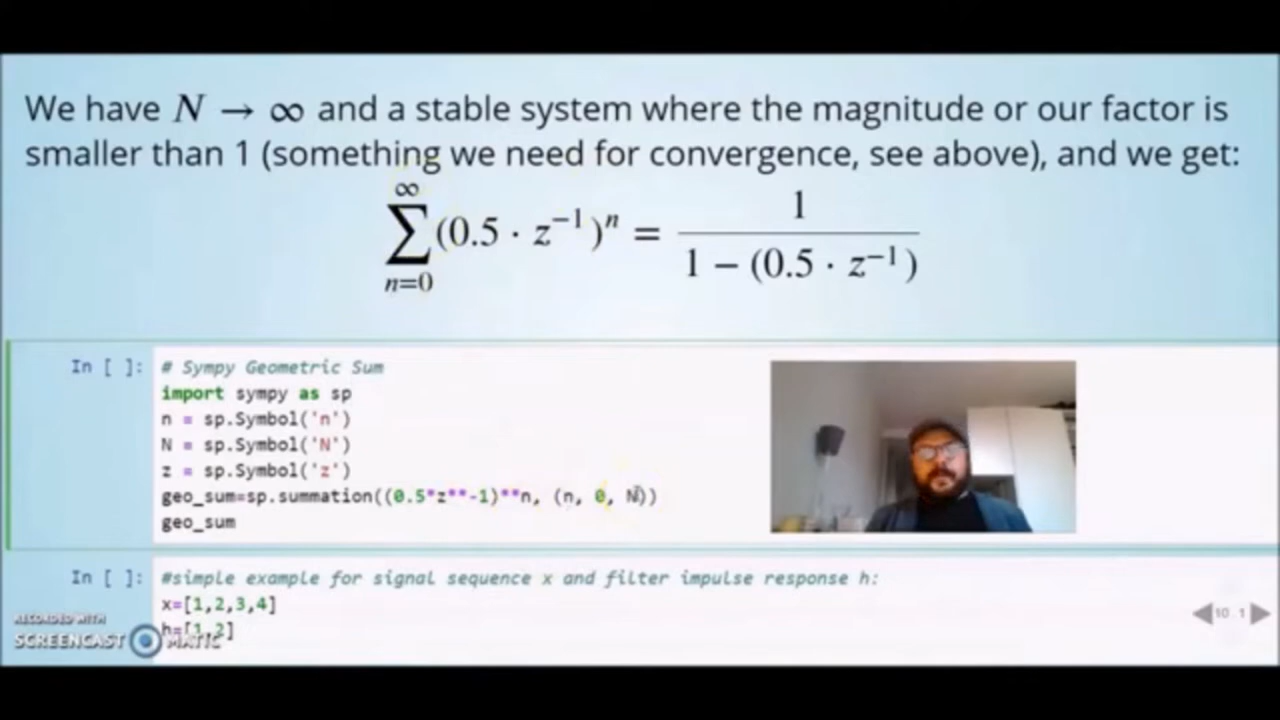 We have N → ∞ and a stable system where the magnitude or our factor is
smaller than 1 (something we need for convergence, see above), and we get:
∑_{n=0}^{∞} (0.5 · z^{−1})^n = 1 / (1 − (0.5 · z^{−1}))
In [ ]: # Sympy Geometric Sum
import sympy as sp
n = sp.Symbol('n')
N = sp.Symbol('N')
z = sp.Symbol('z')
geo_sum=sp.summation((0.5*z**-1)**n, (n, 0, N))
geo_sum
In [ ]: #simple example for signal sequence x and filter impulse response h:
x=[1,2,3,4]
h=[1,2]
10.1
RECORDED WITH
SCREENCAST MATIC